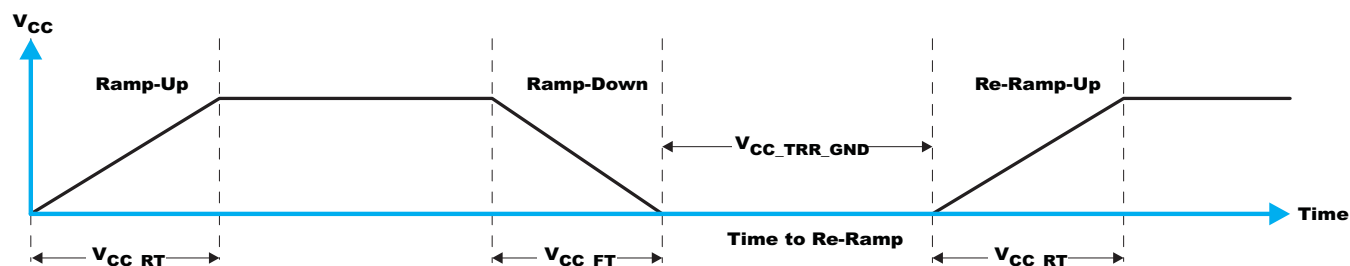 VCC
Ramp-Up
Ramp-Down
Re-Ramp-Up
VCC_TRR_GND
Time
Time to Re-Ramp
VCC_RT
VCC_FT
VCC_RT